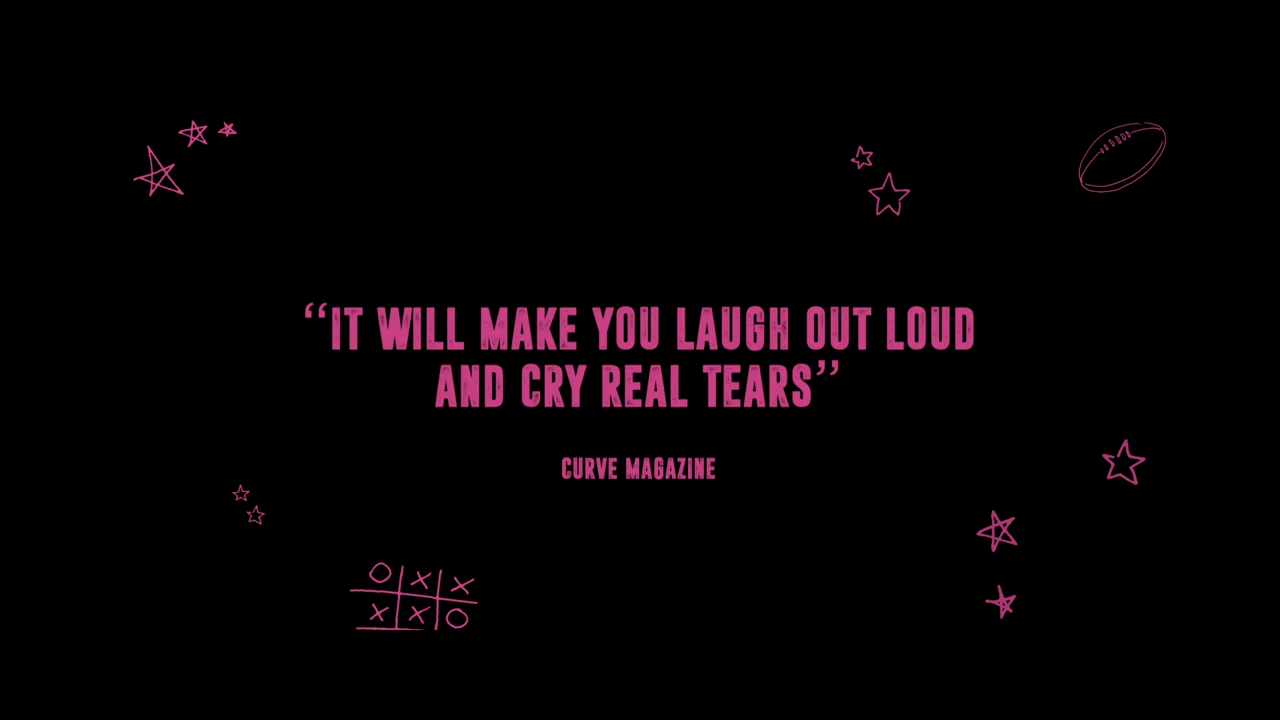 “IT WILL MAKE YOU LAUGH OUT LOUD
AND CRY REAL TEARS”
CURVE MAGAZINE
O X X
X X O